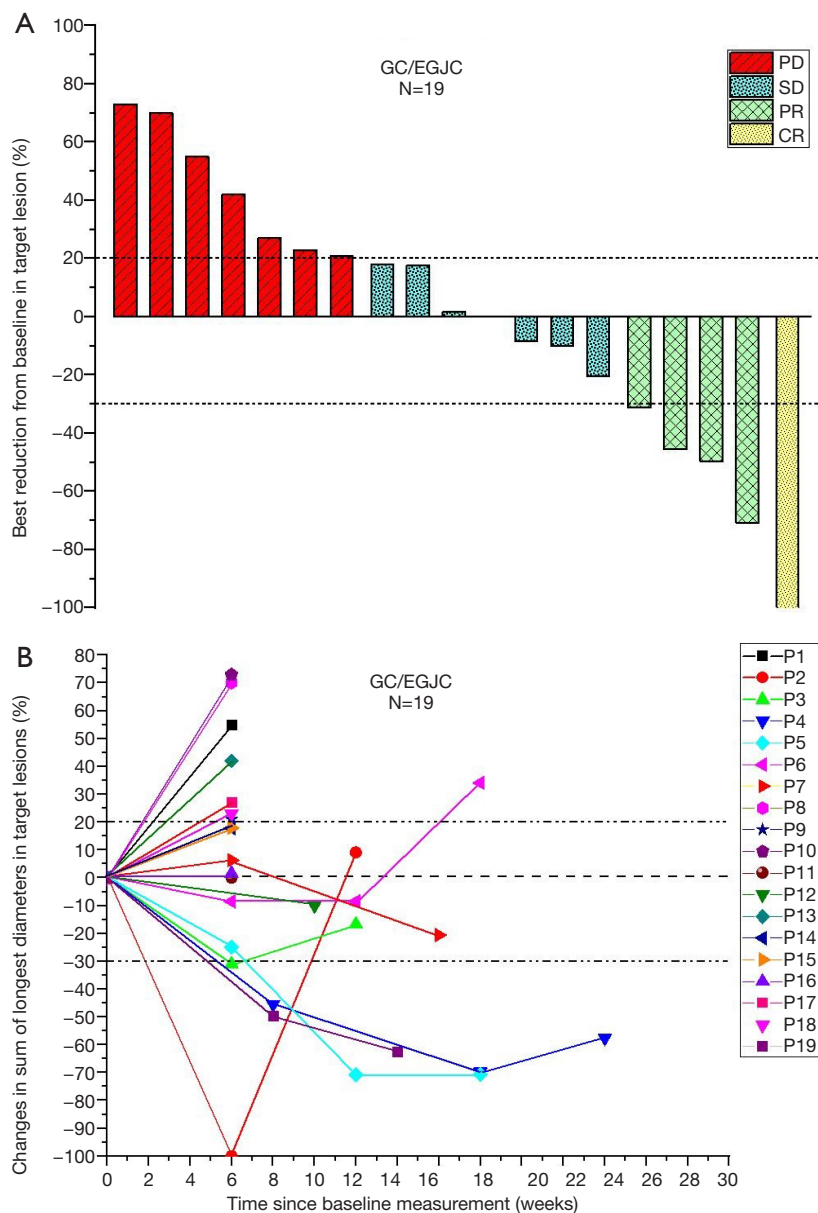 A
GC/EGJC
N=19
PD
SD
PR
CR
Best reduction from baseline in target lesion (%)
100
80
60
40
20
0
−20
−40
−60
−80
−100
B
GC/EGJC
N=19
P1
P2
P3
P4
P5
P6
P7
P8
P9
P10
P11
P12
P13
P14
P15
P16
P17
P18
P19
Changes in sum of longest diameters in target lesions (%)
80
70
60
50
40
30
20
10
0
−10
−20
−30
−40
−50
−60
−70
−80
−90
−100
0 2 4 6 8 10 12 14 16 18 20 22 24 26 28 30
Time since baseline measurement (weeks)